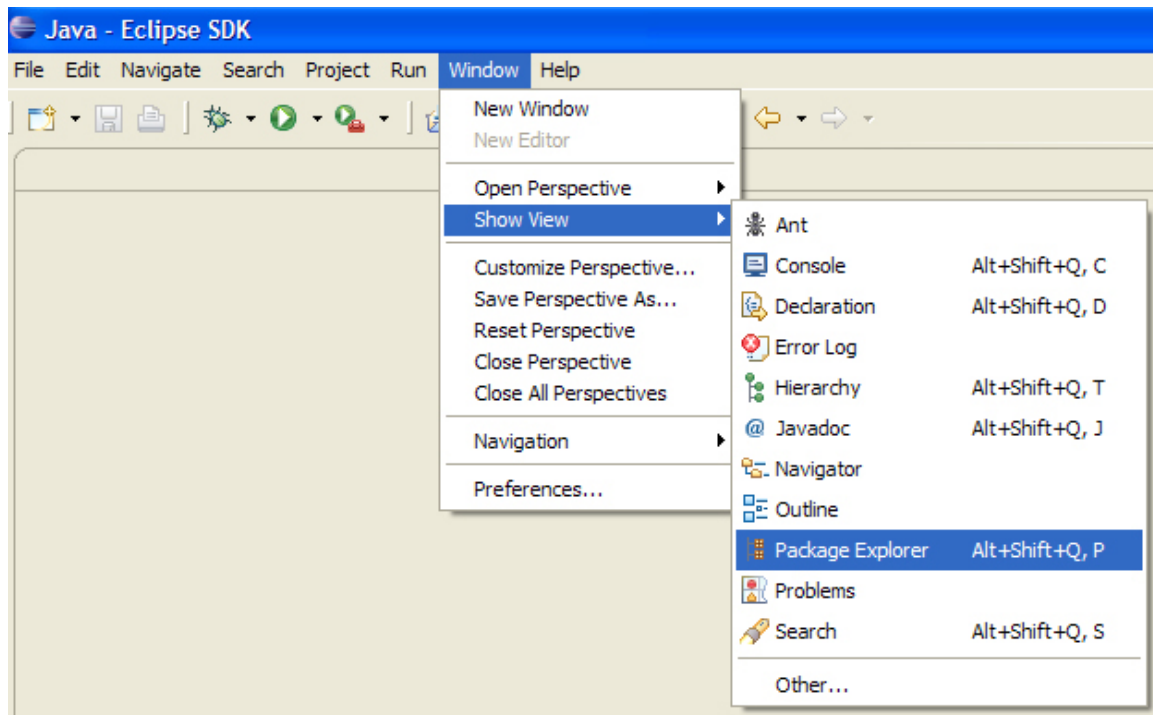 Java - Eclipse SDK
File Edit Navigate Search Project Run Window Help
New Window
New Editor
Open Perspective
Show View
Customize Perspective...
Save Perspective As...
Reset Perspective
Close Perspective
Close All Perspectives
Navigation
Preferences...
Ant
Console Alt+Shift+Q, C
Declaration Alt+Shift+Q, D
Error Log
Hierarchy Alt+Shift+Q, T
@ Javadoc Alt+Shift+Q, J
Navigator
Outline
Package Explorer Alt+Shift+Q, P
Problems
Search Alt+Shift+Q, S
Other...